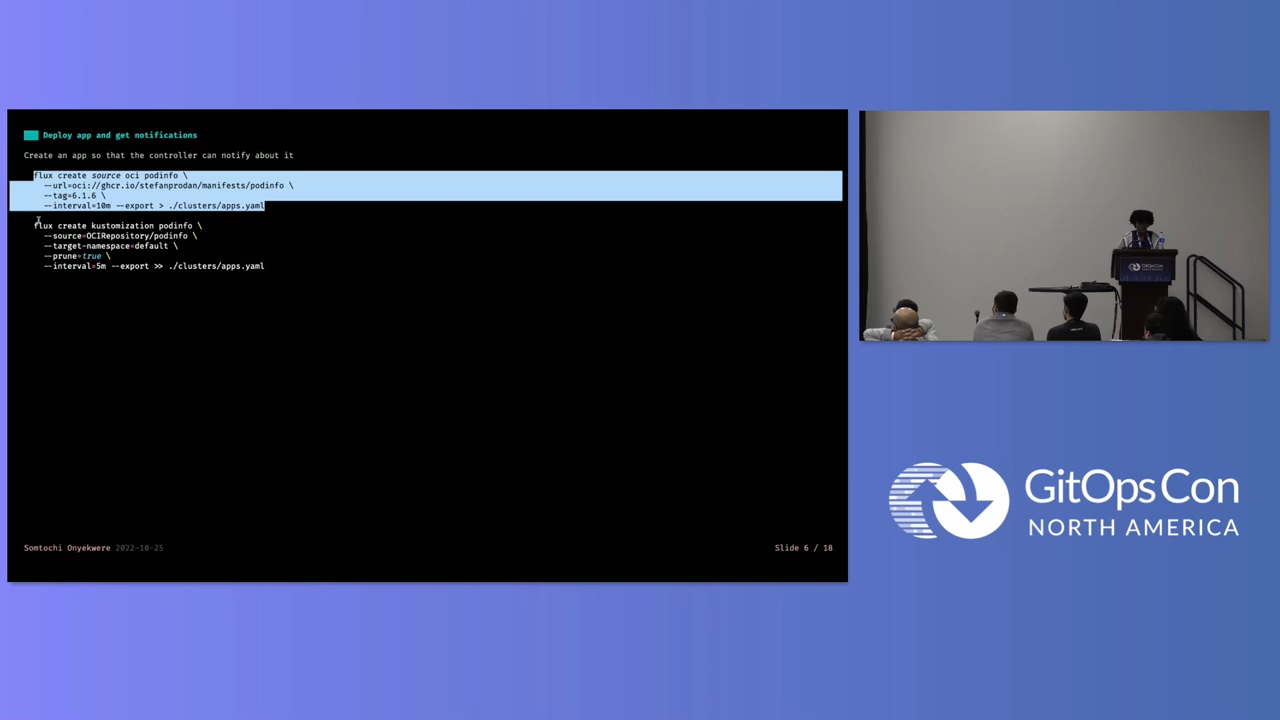 Deploy app and get notifications
Create an app so that the controller can notify about it
flux create source oci podinfo \
--url=oci://ghcr.io/stefanprodan/manifests/podinfo \
--tag=6.1.6 \
--interval=10m --export > ./clusters/apps.yaml
flux create kustomization podinfo \
--source=OCIRepository/podinfo \
--target-namespace=default \
--prune=true \
--interval=5m --export >> ./clusters/apps.yaml
Somtochi Onyekwere 2022-10-25
Slide 6 / 18
GitOpsCon
GitOpsCon
NORTH AMERICA